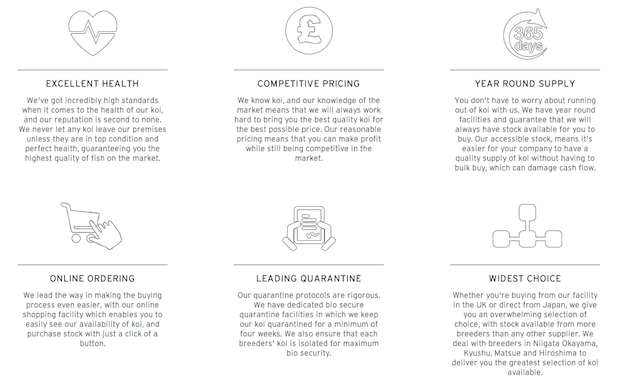 365
days
EXCELLENT HEALTH
We've got incredibly high standards
when it comes to the health of our koi,
and our reputation is second to none.
We never let any koi leave our premises
unless they are in top condition and
perfect health, guaranteeing you the
highest quality of fish on the market.
COMPETITIVE PRICING
We know koi, and our knowledge of the
market means that we will always work
hard to bring you the best quality koi for
the best possible price. Our reasonable
pricing means that you can make profit
while still being competitive in the
market.
YEAR ROUND SUPPLY
You don't have to worry about running
out of koi with us. We have year round
facilities and guarantee that we will
always have stock available for you to
buy. Our accessible stock, means it's
easier for your company to have a
quality supply of koi without having to
bulk buy, which can damage cash flow.
ONLINE ORDERING
We lead the way in making the buying
process even easier, with our online
shopping facility which enables you to
easily see our availability of koi, and
purchase stock with just a click of a
button.
LEADING QUARANTINE
Our quarantine protocols are rigorous.
We have dedicated bio secure
quarantine facilities in which we keep
our koi quarantined for a minimum of
four weeks. We also ensure that each
breeders' koi is isolated for maximum
bio security.
WIDEST CHOICE
Whether you're buying from our facility
in the UK or direct from Japan, we give
you an overwhelming selection of
choice, with stock available from more
breeders than any other supplier. We
deal with breeders in Niigata Okayama,
Kyushu, Matsue and Hiroshima to
deliver you the greatest selection of koi
available.